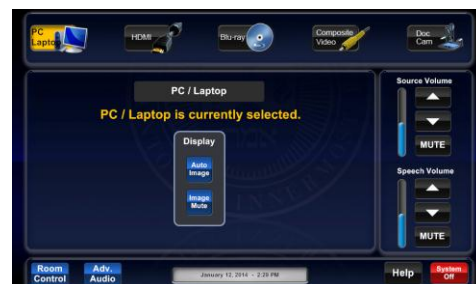 PC
Laptop
HDMI
Blu-ray
Composite
Video
Doc
Cam
PC / Laptop
PC / Laptop is currently selected.
Display
Auto
Image
Image
Mute
Source Volume
MUTE
Speech Volume
MUTE
Room
Control
Adv.
Audio
January 12, 2014 - 2:20 PM
Help
System
Off